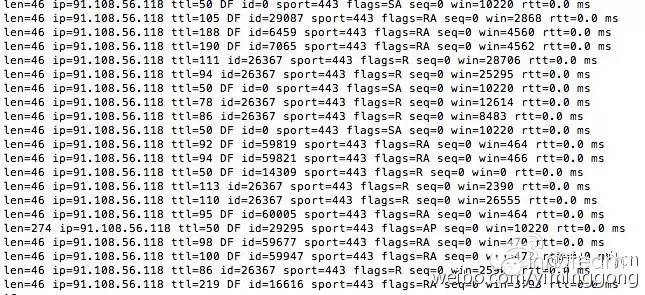 len=46 ip=91.108.56.118 ttl=50 DF id=0 sport=443 flags=SA seq=0 win=10220 rtt=0.0 ms
len=46 ip=91.108.56.118 ttl=105 DF id=29087 sport=443 flags=RA seq=0 win=2868 rtt=0.0 ms
len=46 ip=91.108.56.118 ttl=188 DF id=6459 sport=443 flags=RA seq=0 win=4560 rtt=0.0 ms
len=46 ip=91.108.56.118 ttl=190 DF id=7065 sport=443 flags=RA seq=0 win=4562 rtt=0.0 ms
len=46 ip=91.108.56.118 ttl=111 id=26367 sport=443 flags=R seq=0 win=28706 rtt=0.0 ms
len=46 ip=91.108.56.118 ttl=94 id=26367 sport=443 flags=R seq=0 win=25295 rtt=0.0 ms
len=46 ip=91.108.56.118 ttl=50 DF id=0 sport=443 flags=SA seq=0 win=10220 rtt=0.0 ms
len=46 ip=91.108.56.118 ttl=78 id=26367 sport=443 flags=R seq=0 win=12614 rtt=0.0 ms
len=46 ip=91.108.56.118 ttl=86 id=26367 sport=443 flags=R seq=0 win=8483 rtt=0.0 ms
len=46 ip=91.108.56.118 ttl=50 DF id=0 sport=443 flags=SA seq=0 win=10220 rtt=0.0 ms
len=46 ip=91.108.56.118 ttl=92 DF id=59819 sport=443 flags=RA seq=0 win=464 rtt=0.0 ms
len=46 ip=91.108.56.118 ttl=94 DF id=59821 sport=443 flags=RA seq=0 win=466 rtt=0.0 ms
len=46 ip=91.108.56.118 ttl=50 DF id=14309 sport=443 flags=R seq=0 win=0 rtt=0.0 ms
len=46 ip=91.108.56.118 ttl=113 id=26367 sport=443 flags=R seq=0 win=2390 rtt=0.0 ms
len=46 ip=91.108.56.118 ttl=110 id=26367 sport=443 flags=R seq=0 win=26555 rtt=0.0 ms
len=46 ip=91.108.56.118 ttl=95 DF id=60005 sport=443 flags=RA seq=0 win=464 rtt=0.0 ms
len=274 ip=91.108.56.118 ttl=50 DF id=29295 sport=443 flags=AP seq=0 win=10220 rtt=0.0 ms
len=46 ip=91.108.56.118 ttl=98 DF id=59677 sport=443 flags=RA seq=0 ms
len=46 ip=91.108.56.118 ttl=100 DF id=59947 sport=443 flags=RA seq=0 ms
len=46 ip=91.108.56.118 ttl=86 id=26367 sport=443 flags=R seq=0 ms
len=46 ip=91.108.56.118 ttl=219 DF id=16616 sport=443 flags=RA seq=0 ms